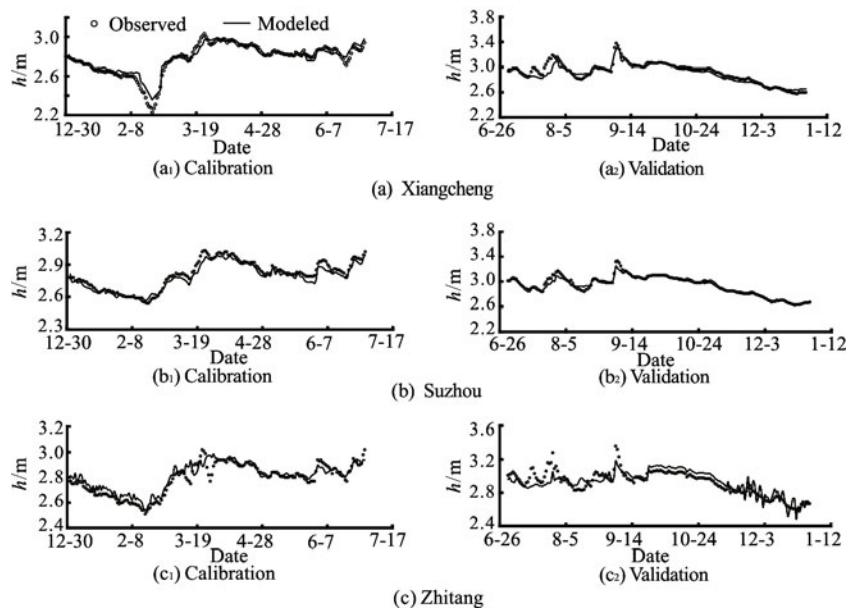 Observed Modeled
h/m
3.0
2.6
2.2
12-30 2-8 3-19 4-28 6-7 7-17
Date
(a1) Calibration
h/m
3.8
3.4
3.0
2.6
2.2
6-26 8-5 9-14 10-24 12-3 1-12
Date
(a2) Validation
(a) Xiangcheng
h/m
3.2
2.9
2.6
2.3
12-30 2-8 3-19 4-28 6-7 7-17
Date
(b1) Calibration
h/m
3.8
3.4
3.0
2.6
2.2
6-26 8-5 9-14 10-24 12-3 1-12
Date
(b2) Validation
(b) Suzhou
h/m
3.2
3.0
2.8
2.6
2.4
12-30 2-8 3-19 4-28 6-7 7-17
Date
(c1) Calibration
h/m
3.6
3.2
2.8
2.4
6-26 8-5 9-14 10-24 12-3 1-12
Date
(c2) Validation
(c) Zhitang